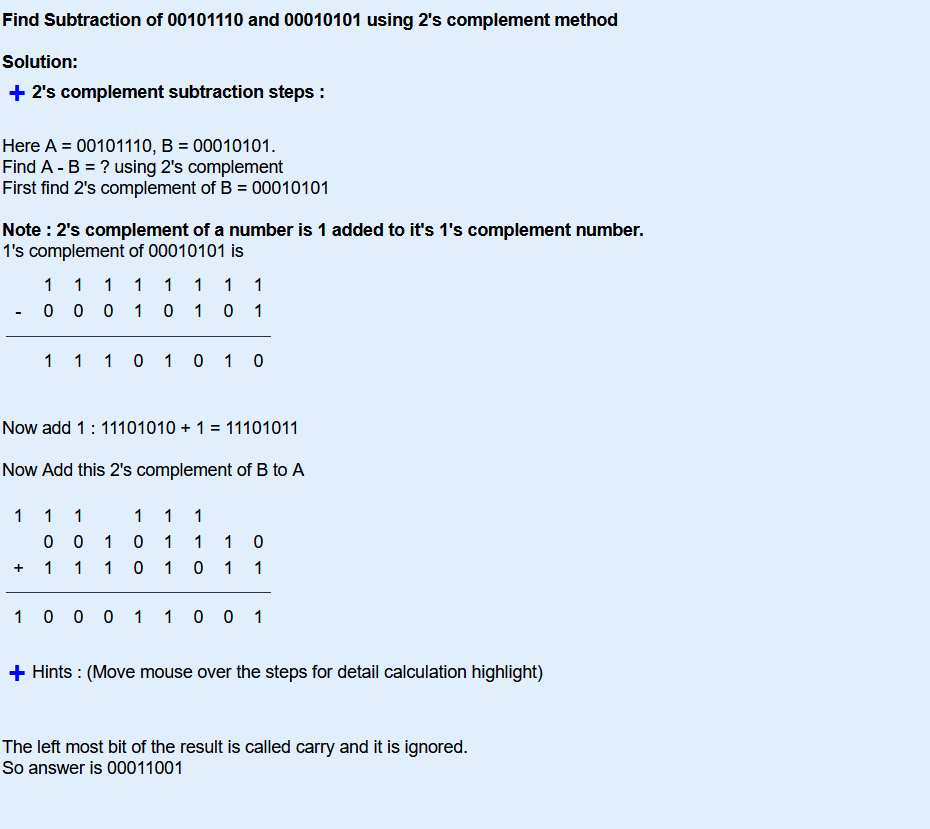 Find Subtraction of 00101110 and 00010101 using 2's complement method
Solution:
+ 2's complement subtraction steps :
Here A = 00101110, B = 00010101.
Find A - B = ? using 2's complement
First find 2's complement of B = 00010101
Note : 2's complement of a number is 1 added to it's 1's complement number.
1's complement of 00010101 is
1 1 1 1 1 1 1 1
- 0 0 0 1 0 1 0 1
1 1 1 0 1 0 1 0
Now add 1 : 11101010 + 1 = 11101011
Now Add this 2's complement of B to A
1 1 1 1 1 1
0 0 1 0 1 1 1 0
+ 1 1 1 0 1 0 1 1
1 0 0 0 1 1 0 0 1
+ Hints : (Move mouse over the steps for detail calculation highlight)
The left most bit of the result is called carry and it is ignored.
So answer is 00011001